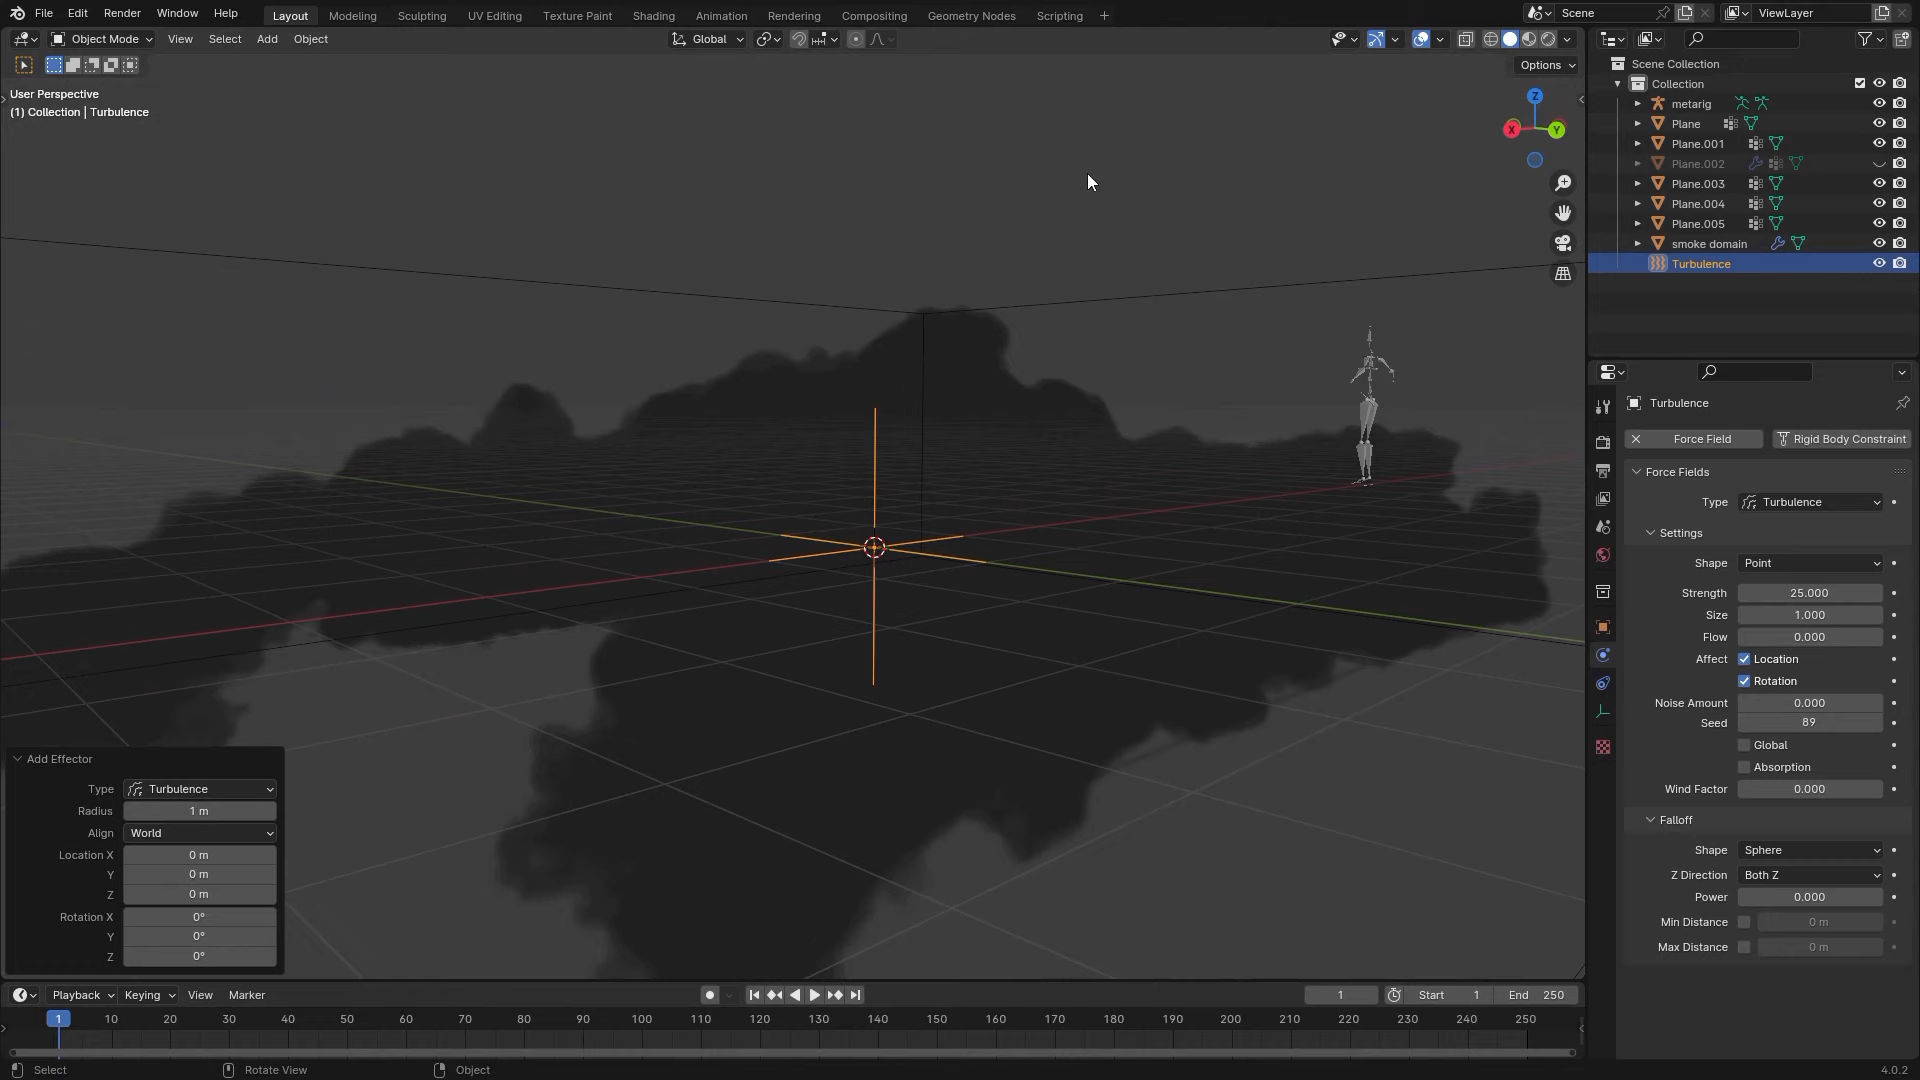 File Edit Render Window Help Layout Modeling Sculpting UV Editing Texture Paint Shading Animation Rendering Compositing Geometry Nodes Scripting + Scene ViewLayer
Object Mode View Select Add Object Global
Options
User Perspective
(1) Collection | Turbulence
Z
X
Y
Scene Collection
Collection
metarig
Plane
Plane.001
Plane.002
Plane.003
Plane.004
Plane.005
smoke domain
Turbulence
Turbulence
Force Field Rigid Body Constraint
Force Fields
Type Turbulence
Settings
Shape Point
Strength 25.000
Size 1.000
Flow 0.000
Affect Location
Rotation
Noise Amount 0.000
Seed 89
Global
Absorption
Wind Factor 0.000
Falloff
Shape Sphere
Z Direction Both Z
Power 0.000
Min Distance 0 m
Max Distance 0 m
Add Effector
Type Turbulence
Radius 1 m
Align World
Location X 0 m
Y 0 m
Z 0 m
Rotation X 0°
Y 0°
Z 0°
Playback Keying View Marker 1 Start 1 End 250
1 10 20 30 40 50 60 70 80 90 100 110 120 130 140 150 160 170 180 190 200 210 220 230 240 250
Select Rotate View Object 4.0.2